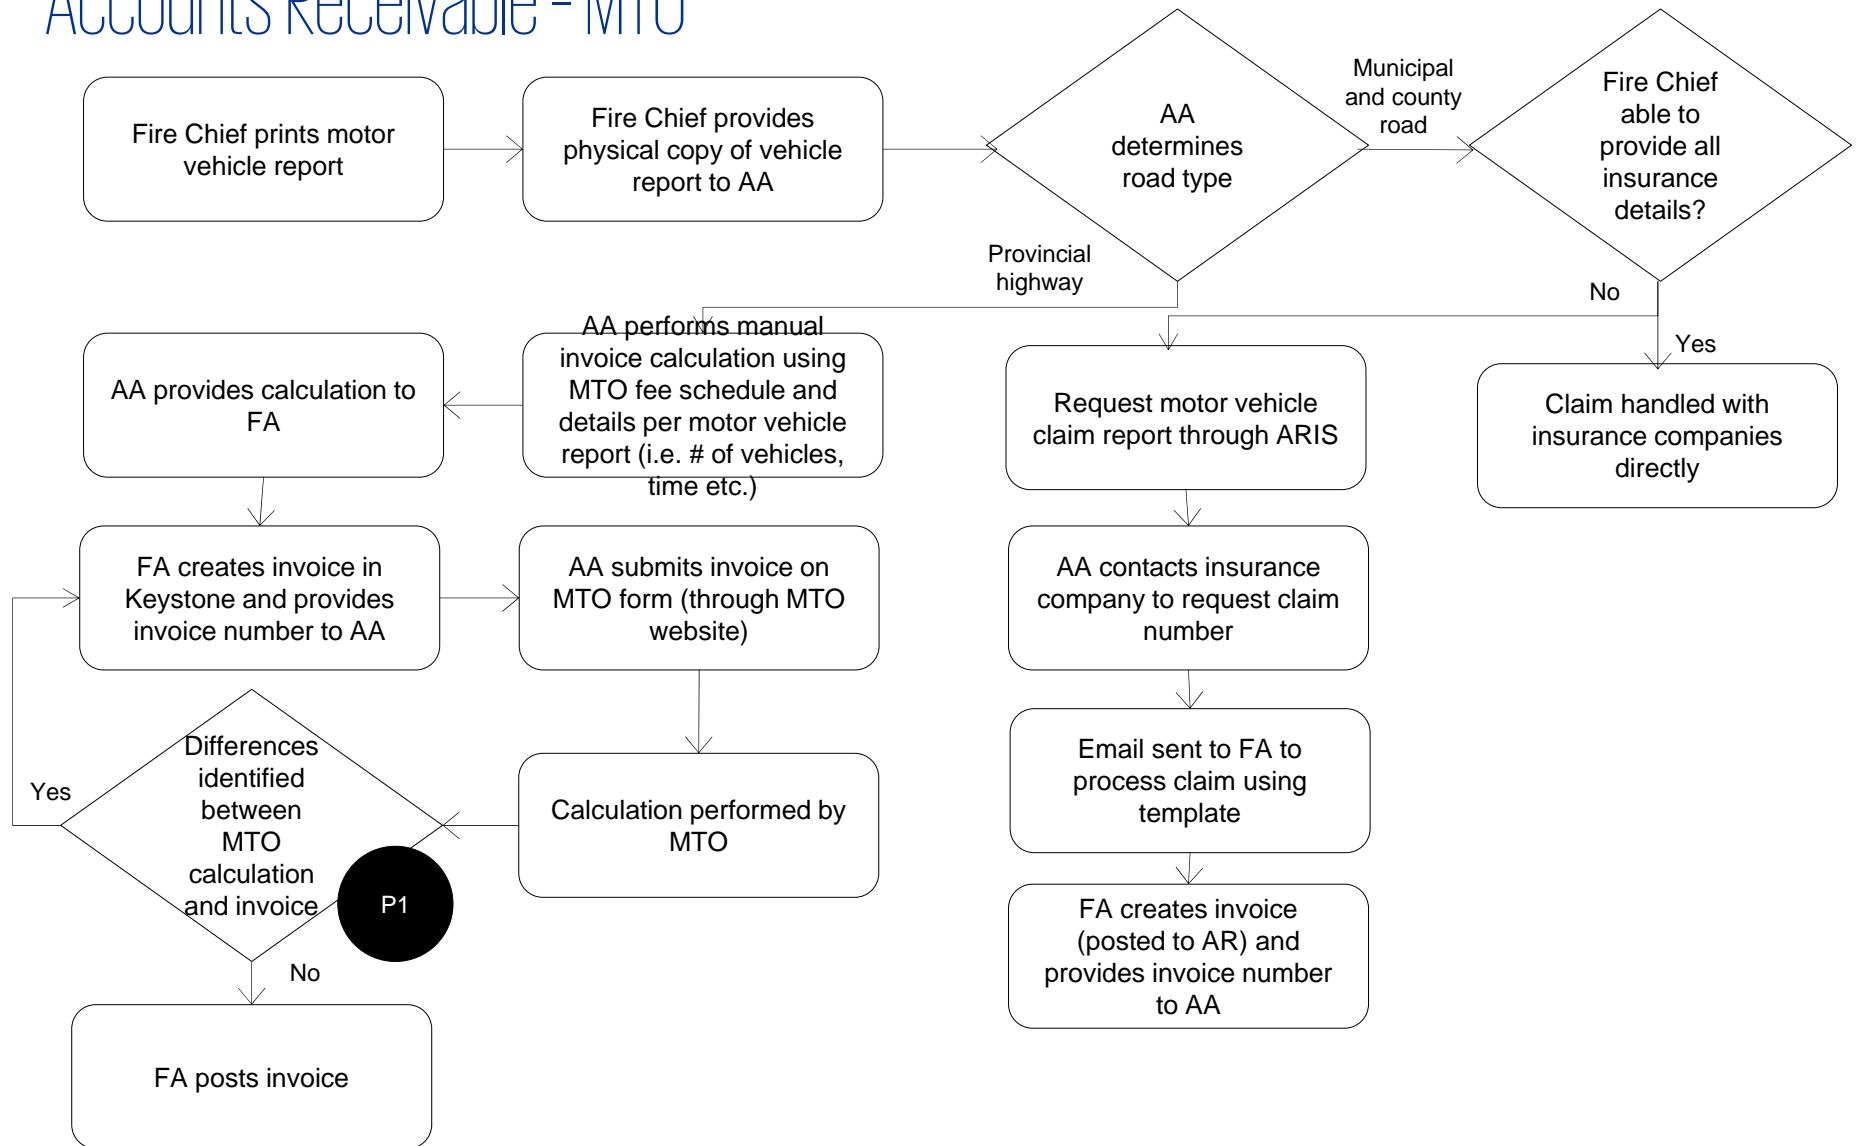 Accounts Receivable - MTO
Fire Chief prints motor
vehicle report
Fire Chief provides
physical copy of vehicle
report to AA
AA
determines
road type
Municipal
and county
road
Fire Chief
able to
provide all
insurance
details?
Provincial
highway
No
Yes
AA provides calculation to
FA
AA performs manual
invoice calculation using
MTO fee schedule and
details per motor vehicle
report (i.e. # of vehicles,
time etc.)
Request motor vehicle
claim report through ARIS
Claim handled with
insurance companies
directly
FA creates invoice in
Keystone and provides
invoice number to AA
AA submits invoice on
MTO form (through MTO
website)
AA contacts insurance
company to request claim
number
Yes
Differences
identified
between
MTO
calculation
and invoice
P1
Calculation performed by
MTO
Email sent to FA to
process claim using
template
No
FA creates invoice
(posted to AR) and
provides invoice number
to AA
FA posts invoice